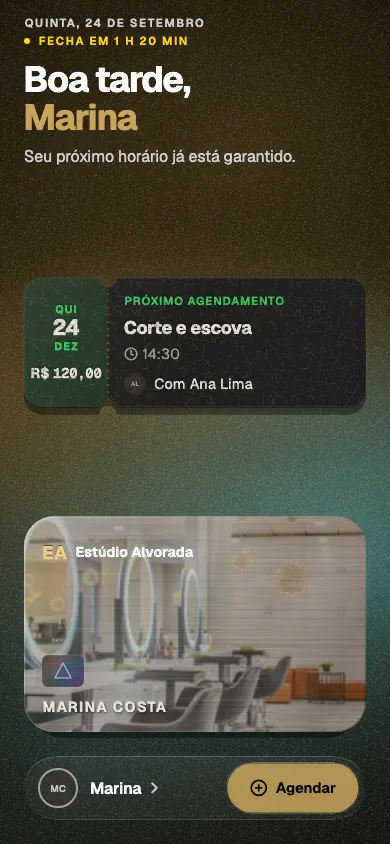 QUINTA, 24 DE SETEMBRO
FECHA EM 1 H 20 MIN
Boa tarde,
Marina
Seu próximo horário já está garantido.
QUI
24
DEZ
R$ 120,00
PRÓXIMO AGENDAMENTO
Corte e escova
14:30
AL
Com Ana Lima
EA Estúdio Alvorada
MARINA COSTA
MC
Marina
Agendar